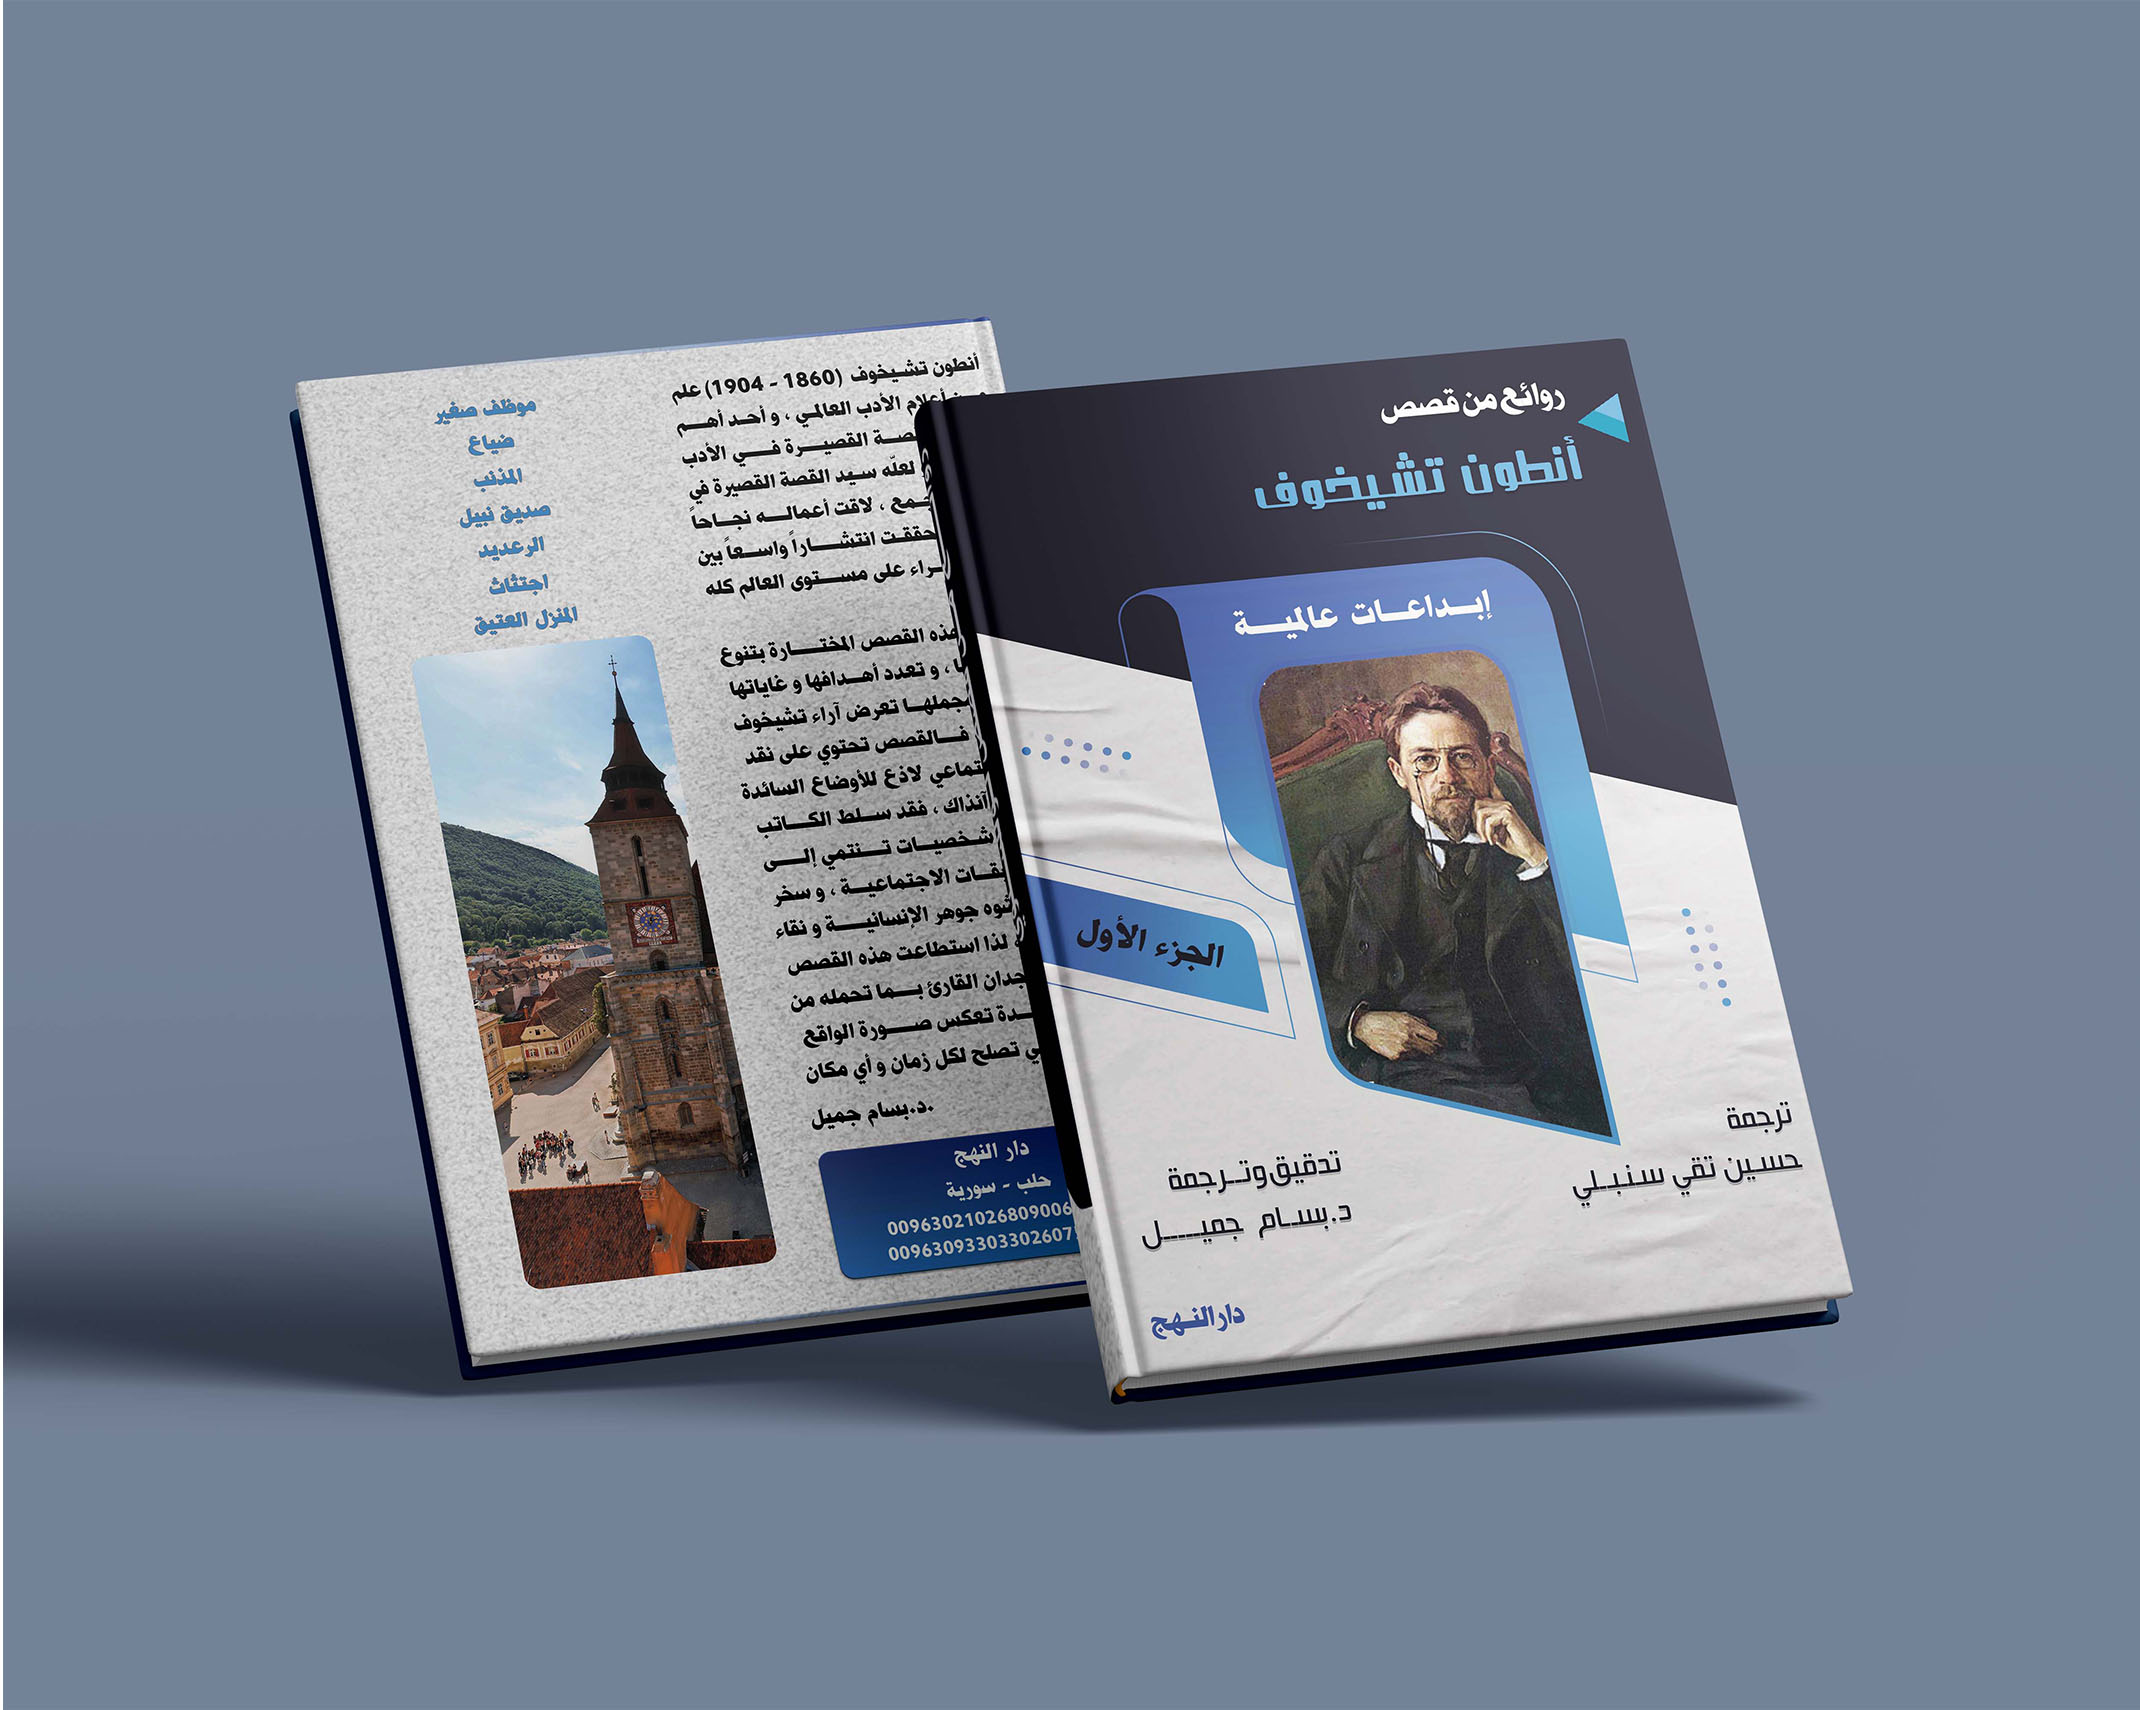 روائع من قصص
أنطون تشيخوف
إبـداعـات عالميـة
الجزء الأول
ترجمة
حسين تقي سنبلي
تدقيق وترجمة
د.بسام جميل
دار النهج
أنطون تشيخوف (1860 - 1904) علم
أعلام الأدب العالمي ، و أحد أهم
القصيرة في الأدب
لعلّه سيد القصة القصيرة في
، لاقت أعماله نجاحاً
انتشاراً واسعاً بين
على مستوى العالم كله
القصص المختارة بتنوع
، و تعدد أهدافها و غاياتها
تعرض آراء تشيخوف
فالقصص تحتوي على نقد
لاذع للأوضاع السائدة
آنذاك ، فقد سلط الكاتب
شخصيات تنتمي إلى
الاجتماعية ، و سخر
جوهر الإنسانية و نقاء
لذا استطاعت هذه القصص
القارئ بما تحمله من
تعكس صورة الواقع
تصلح لكل زمان و أي مكان
د.بسام جميل.
موظف صغير
ضياع
المذنب
صديق نبيل
الرعديد
اجتثاث
المنزل العتيق
دار النهج
حلب - سورية
00963021026809006
0096309330330260